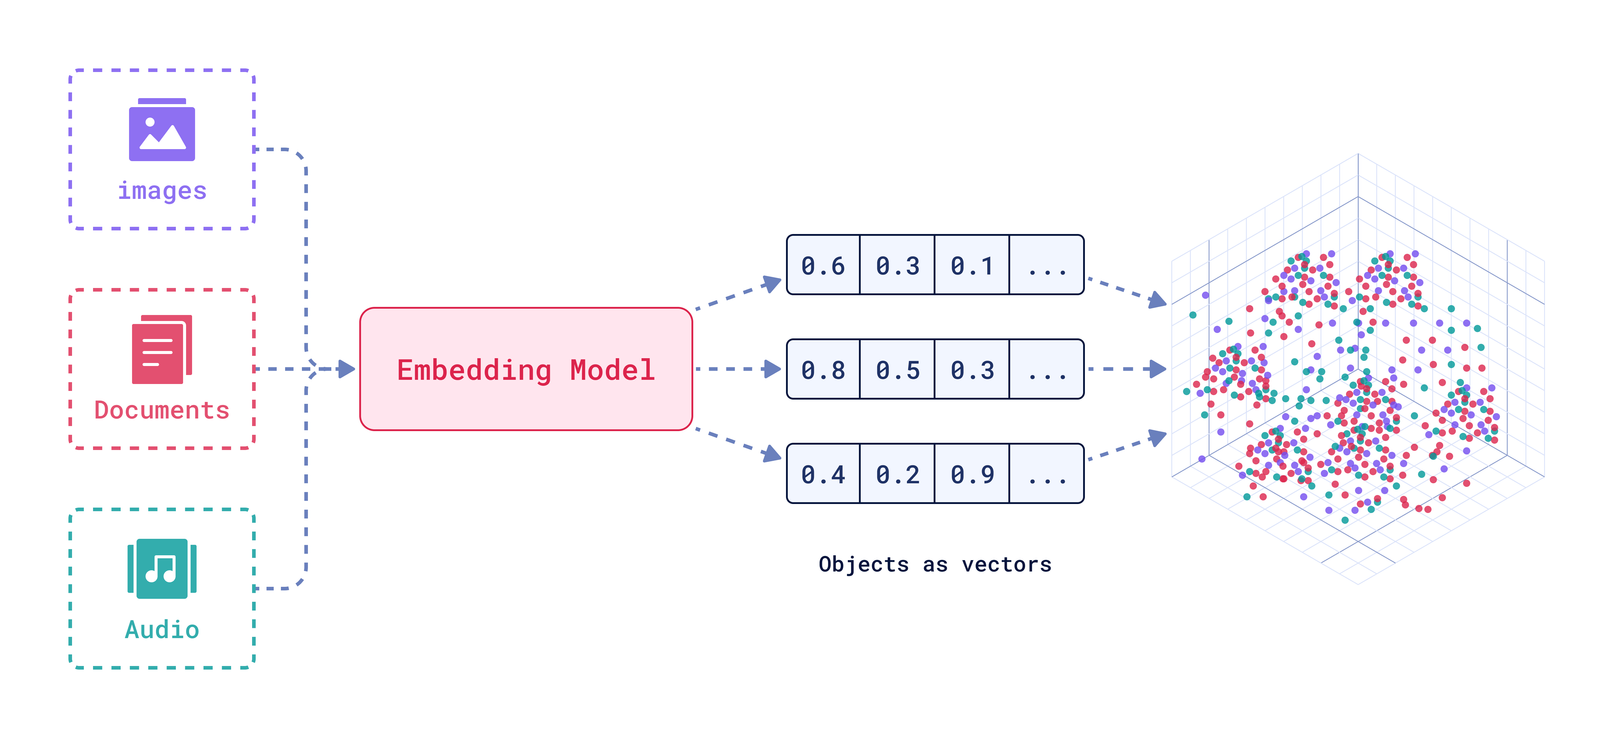 images
Documents
Audio
Embedding Model
0.6 0.3 0.1 ...
0.8 0.5 0.3 ...
0.4 0.2 0.9 ...
Objects as vectors